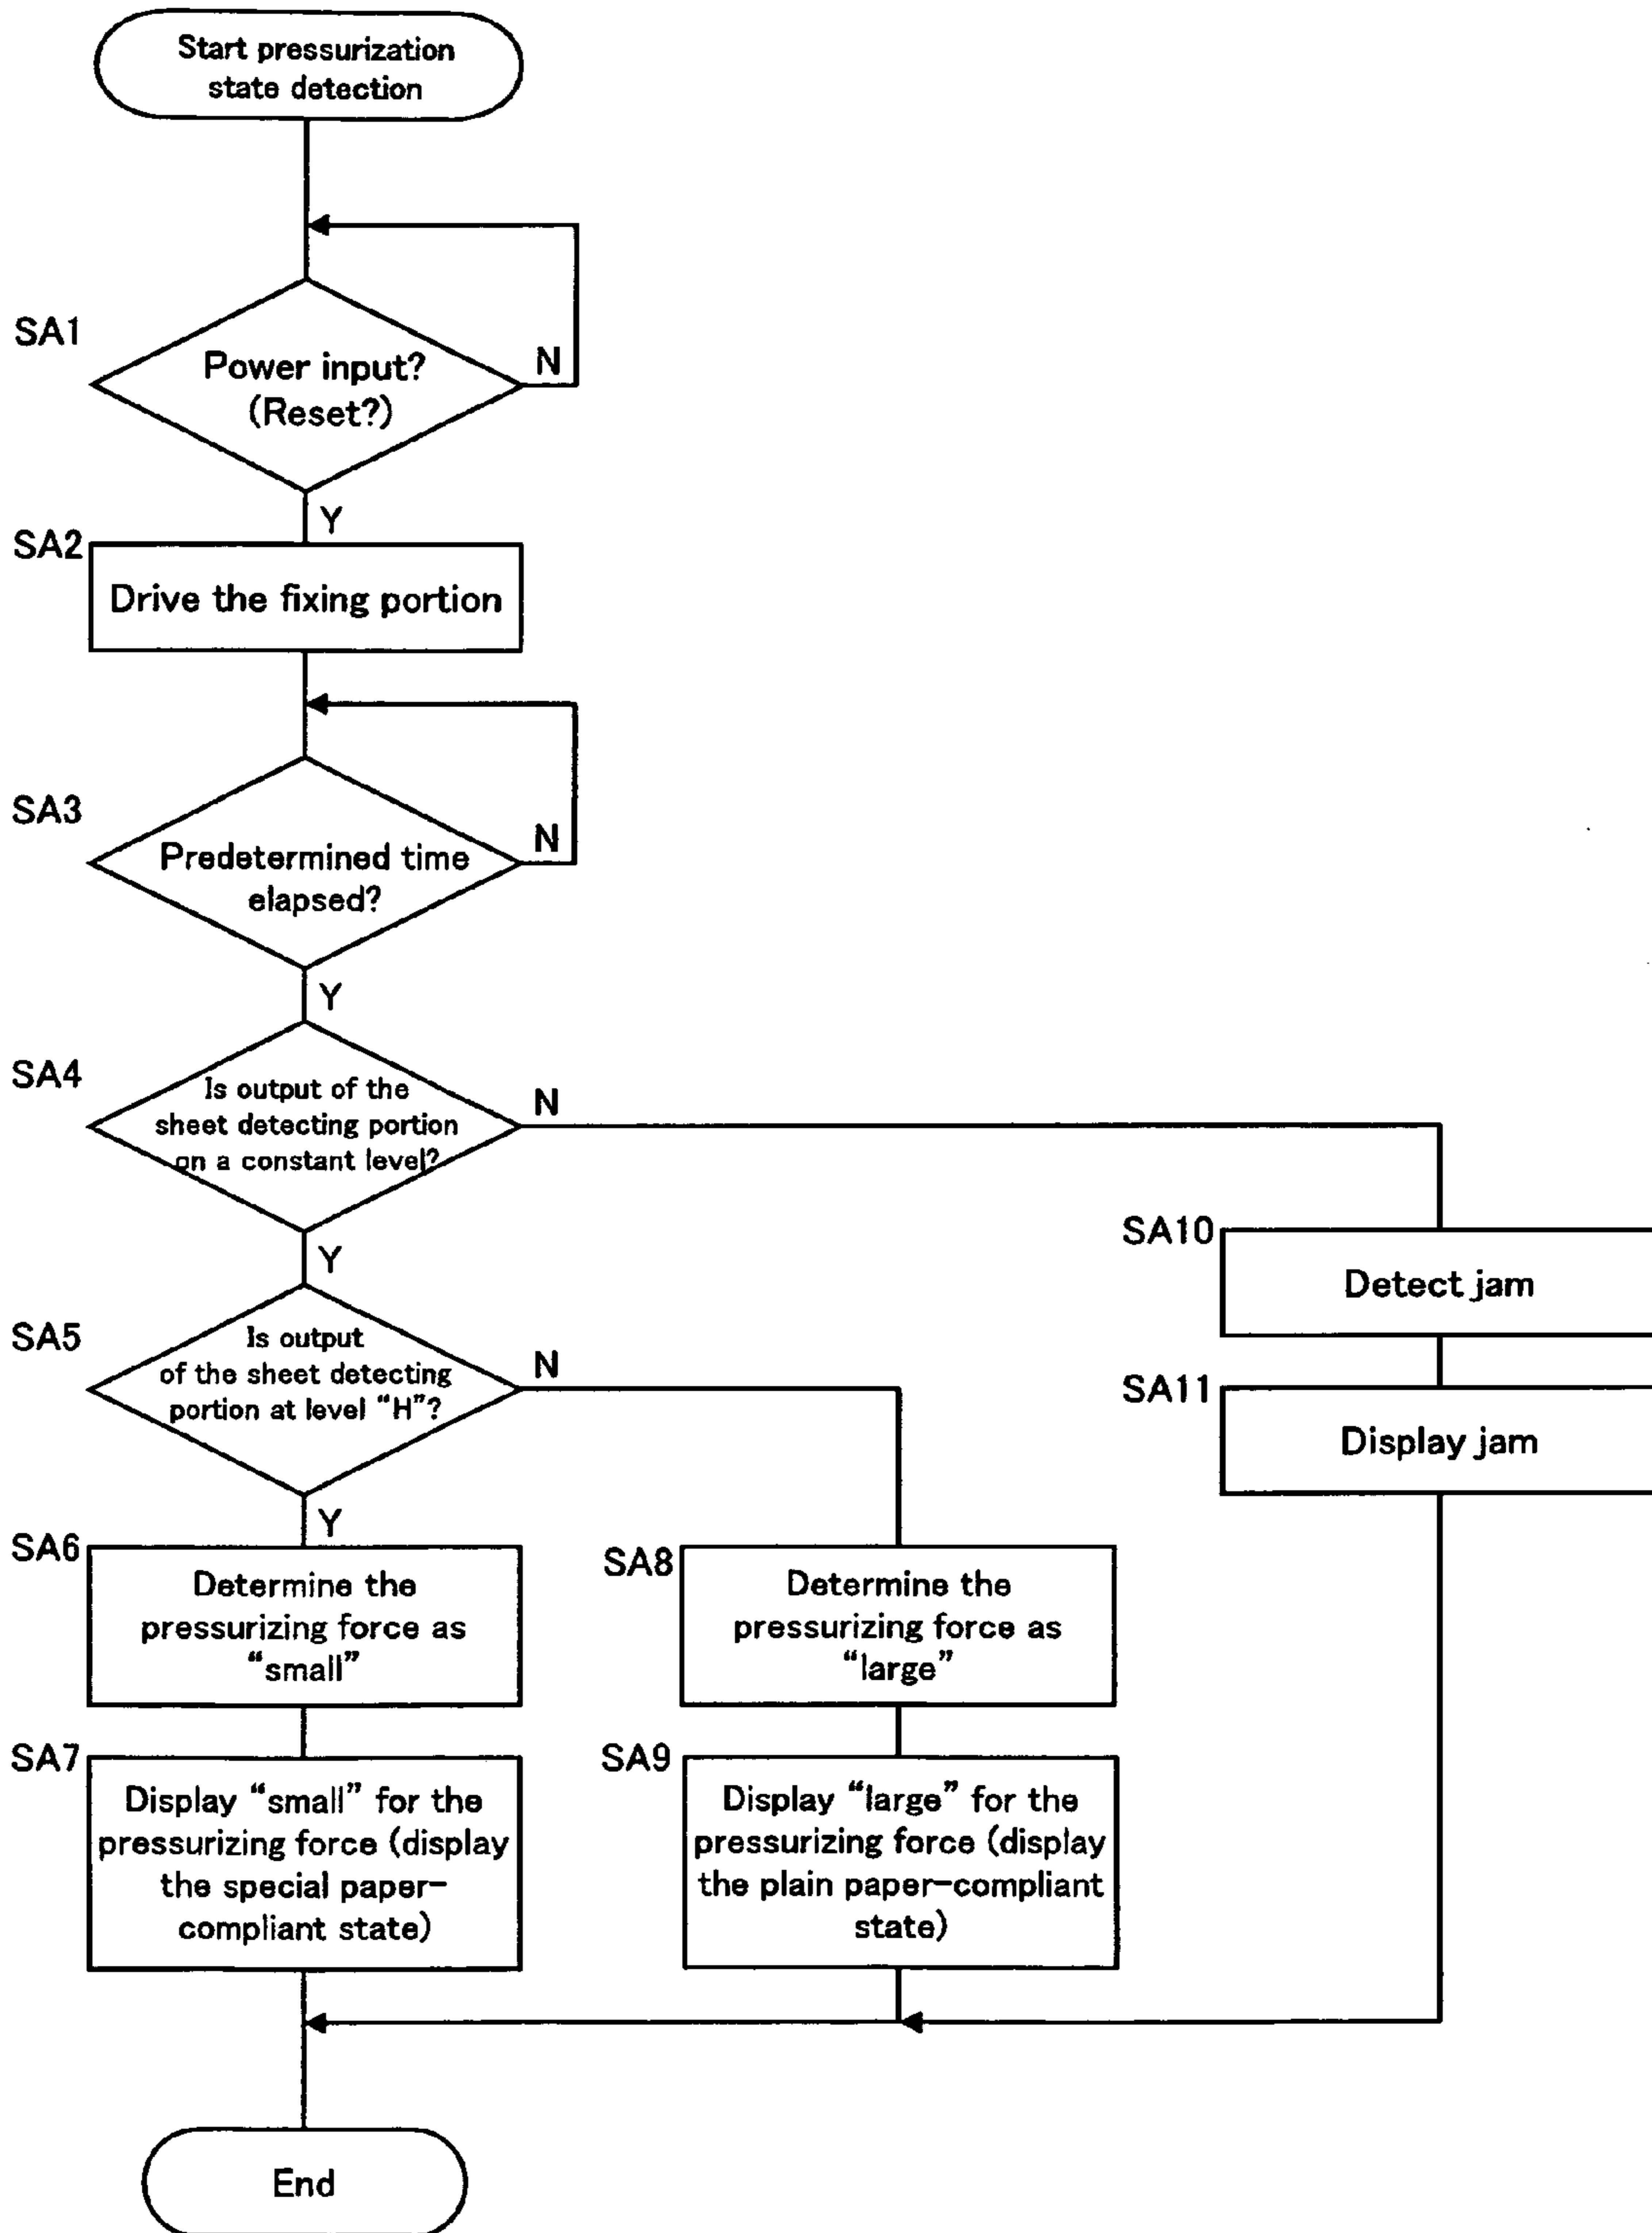 Start pressurization
state detection
SA1
Power input?
(Reset?)
N
Y
SA2
Drive the fixing portion
SA3
Predetermined time
elapsed?
N
Y
SA4
Is output of the
sheet detecting portion
on a constant level?
N
Y
SA10
Detect jam
SA5
Is output
of the sheet detecting
portion at level “H”?
N
Y
SA11
Display jam
SA6
Determine the
pressurizing force as
“small”
SA8
Determine the
pressurizing force as
“large”
SA7
Display “small” for the
pressurizing force (display
the special paper-
compliant state)
SA9
Display “large” for the
pressurizing force (display
the plain paper-compliant
state)
End